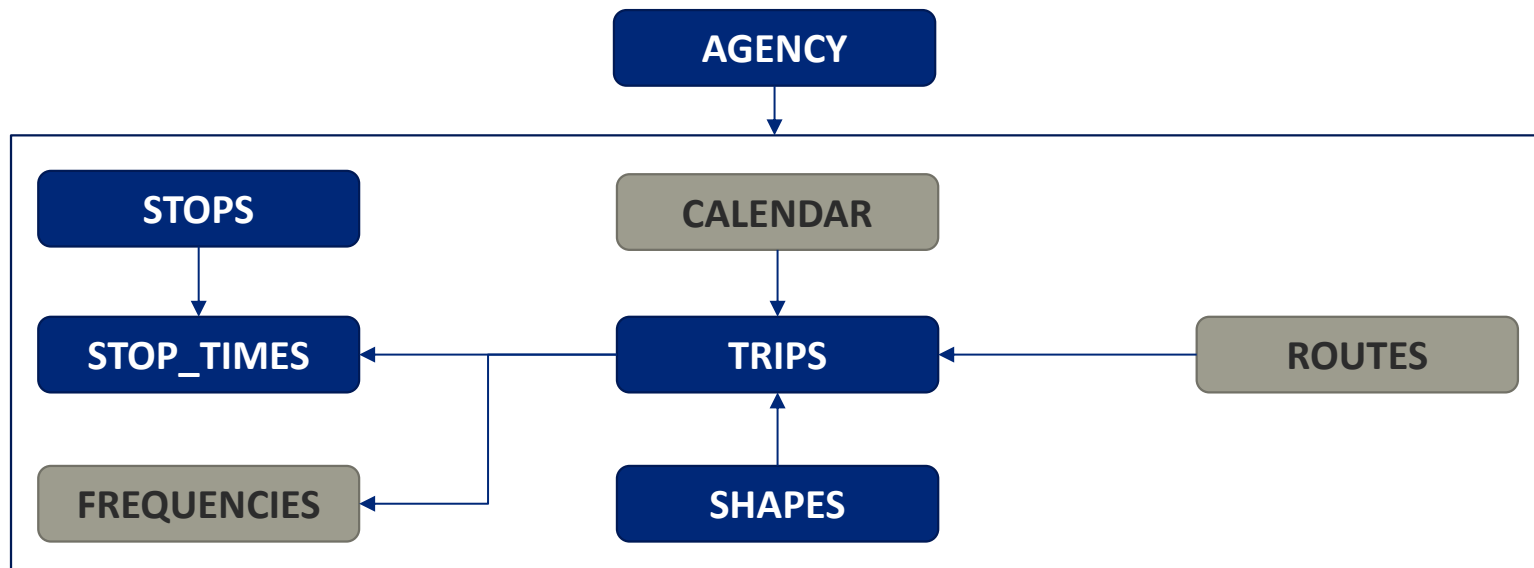 AGENCY
STOPS
CALENDAR
STOP_TIMES
TRIPS
ROUTES
FREQUENCIES
SHAPES